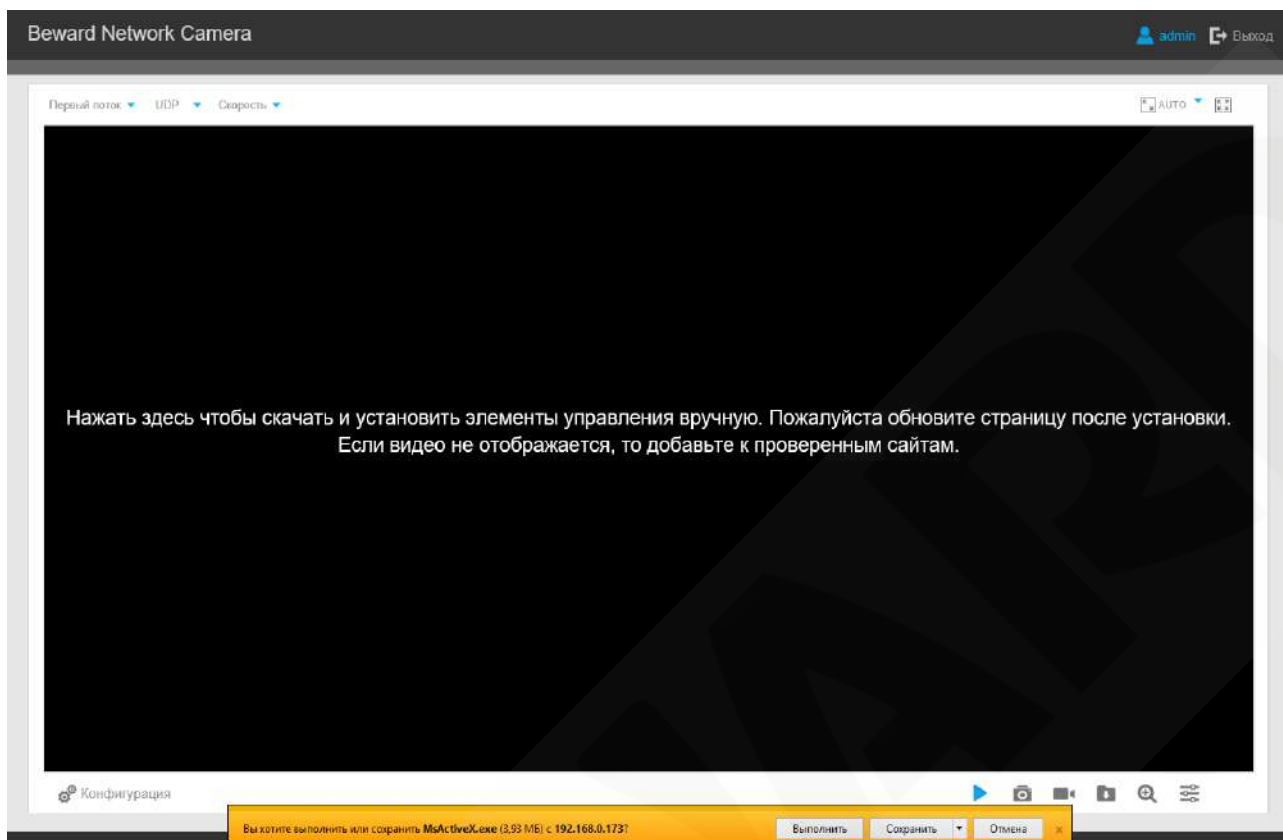 Beward Network Camera
admin Выход
Первый поток UDP Скорость AUTO
Нажать здесь чтобы скачать и установить элементы управления вручную. Пожалуйста обновите страницу после установки.
Если видео не отображается, то добавьте к проверенным сайтам.
Конфигурация
Вы хотите выполнить или сохранить MsActiveX.exe (3,93 МБ) с 192.168.0.173? Выполнить Сохранить Отмена x